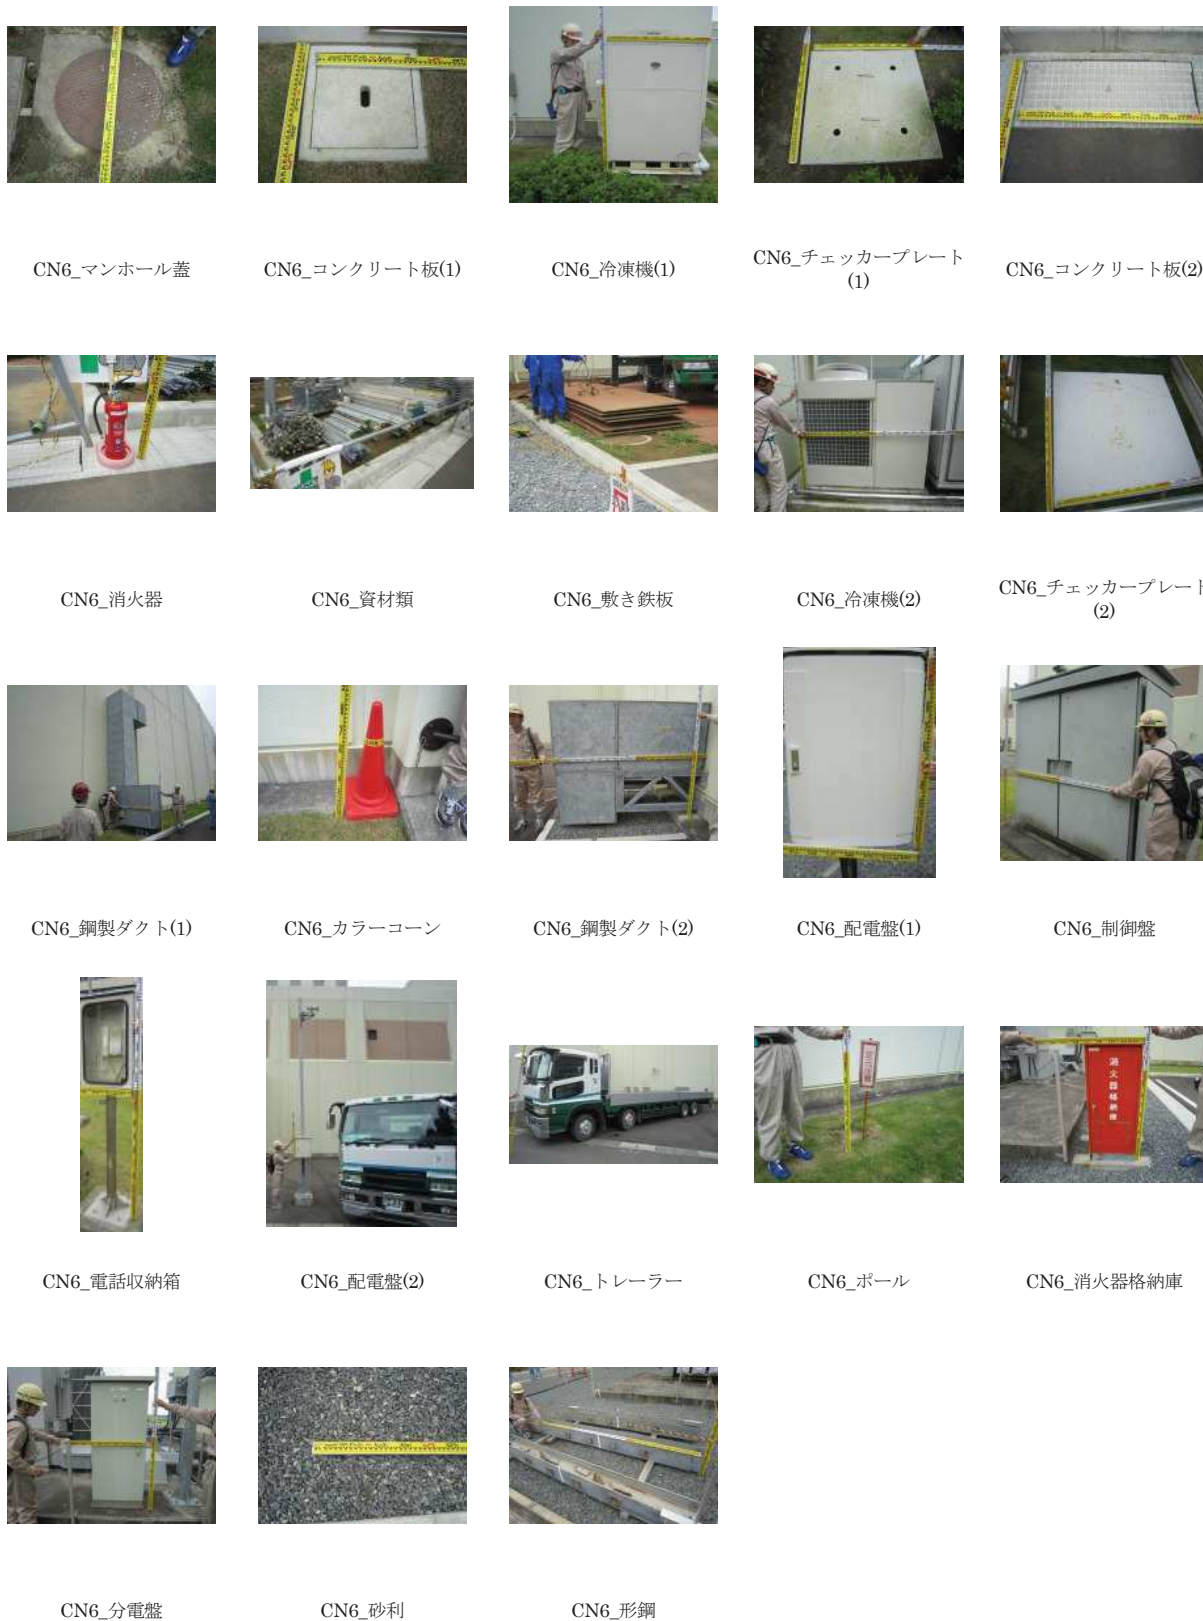 CN6_マンホール蓋
CN6_コンクリート板(1)
CN6_冷凍機(1)
CN6_チェッカープレート
(1)
CN6_コンクリート板(2)
CN6_消火器
CN6_資材類
CN6_敷き鉄板
CN6_冷凍機(2)
CN6_チェッカープレート
(2)
CN6_鋼製ダクト(1)
CN6_カラーコーン
CN6_鋼製ダクト(2)
CN6_配電盤(1)
CN6_制御盤
消火器格納庫
CN6_電話収納箱
CN6_配電盤(2)
CN6_トレーラー
CN6_ポール
CN6_消火器格納庫
CN6_分電盤
CN6_砂利
CN6_形鋼